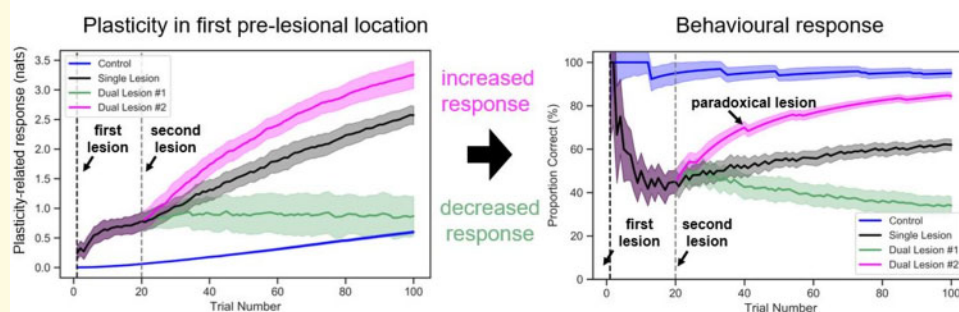 Plasticity in first pre-lesional location
Plasticity-related response (nats)
3.5
3.0
2.5
2.0
1.5
1.0
0.5
0.0
Control
Single Lesion
Dual Lesion #1
Dual Lesion #2
first
lesion
second
lesion
0
20
40
60
80
100
Trial Number
increased
response
decreased
response
Behavioural response
Proportion Correct (%)
100
80
60
40
20
0
paradoxical lesion
first
lesion
second
lesion
Control
Single Lesion
Dual Lesion #1
Dual Lesion #2
0
20
40
60
80
100
Trial Number